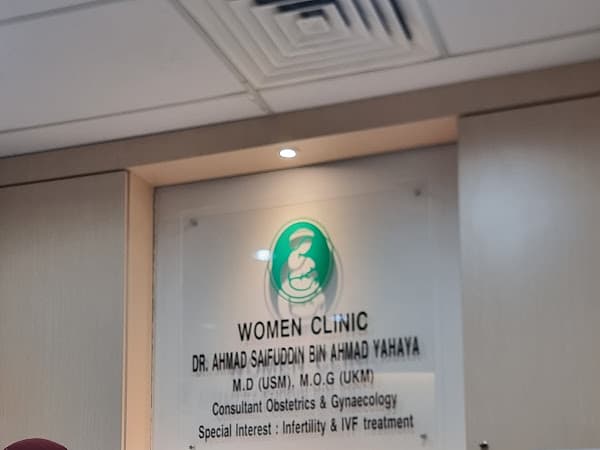 WOMEN CLINIC
DR. AHMAD SAIFUDDIN BIN AHMAD YAHAYA
M.D (USM), M.O.G (UKM)
Consultant Obstetrics & Gynaecology
Special Interest : Infertility & IVF treatment